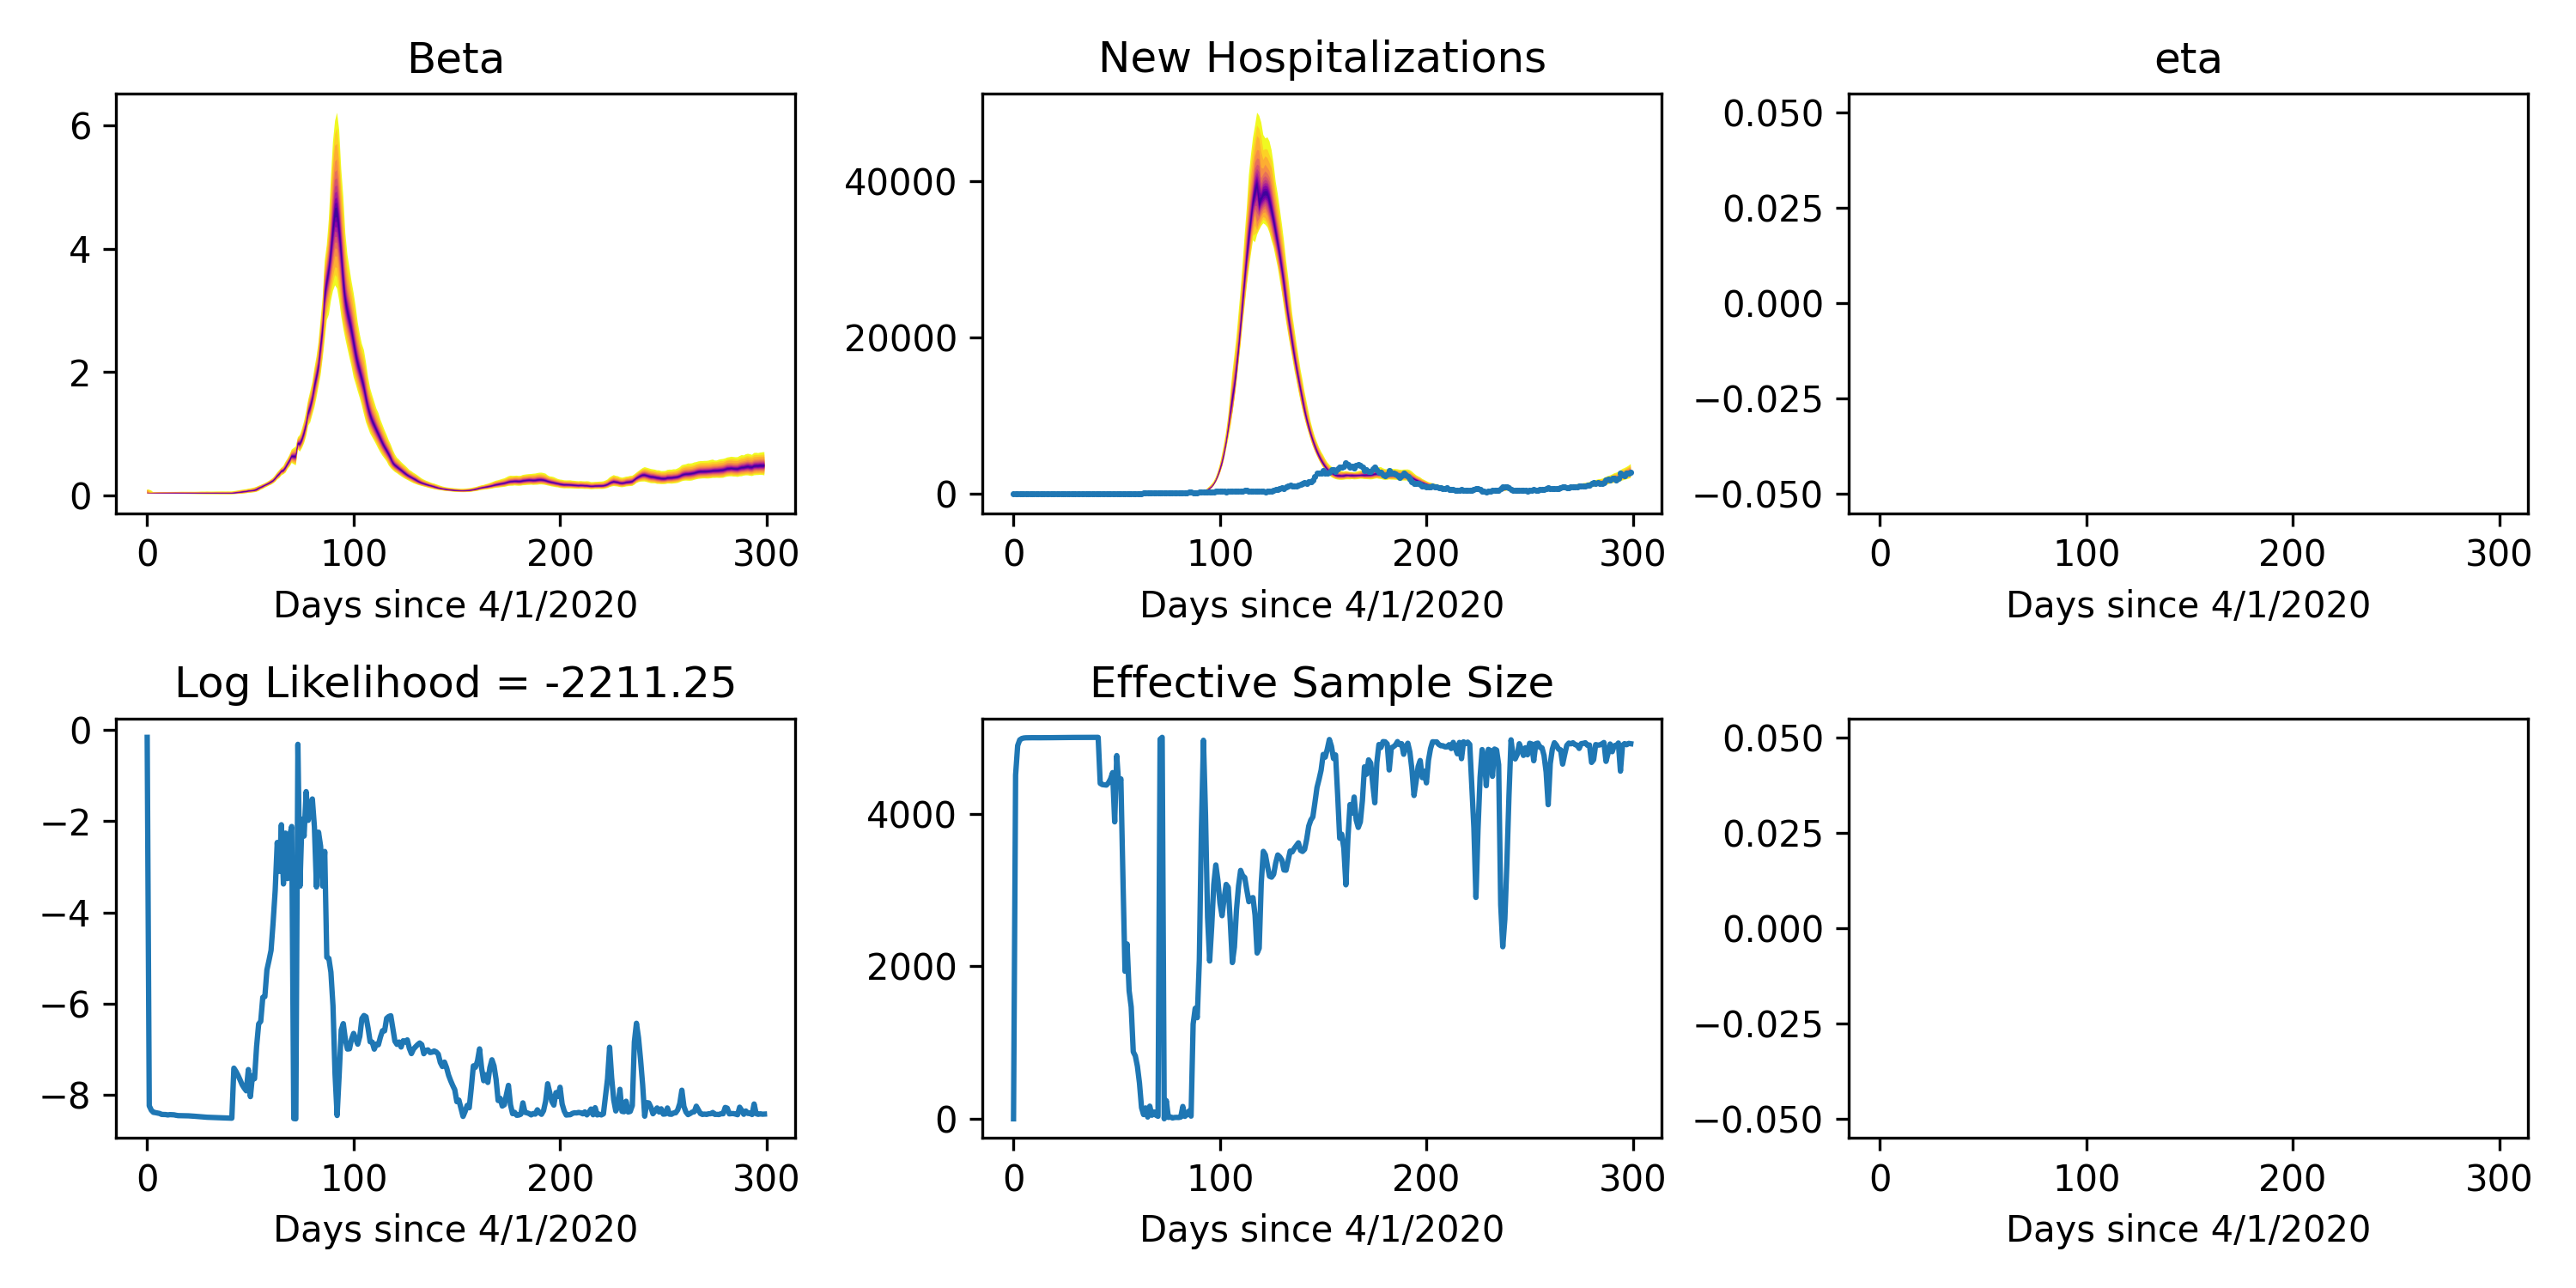 Beta
6
4
2
0
0 100 200 300
Days since 4/1/2020
New Hospitalizations
40000
20000
0
0 100 200 300
Days since 4/1/2020
eta
0.050
0.025
0.000
−0.025
−0.050
0 100 200 300
Days since 4/1/2020
Log Likelihood = -2211.25
0
−2
−4
−6
−8
0 100 200 300
Days since 4/1/2020
Effective Sample Size
4000
2000
0
0 100 200 300
Days since 4/1/2020
0.050
0.025
0.000
−0.025
−0.050
0 100 200 300
Days since 4/1/2020